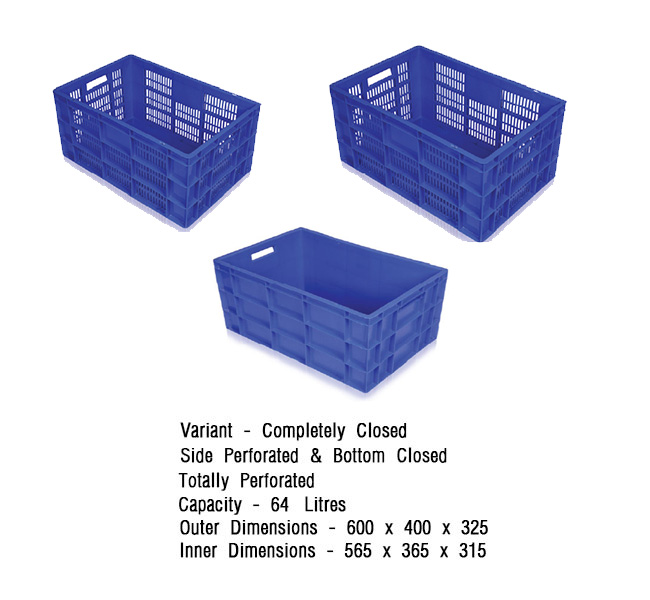 Variant - Completely Closed
Side Perforated & Bottom Closed
Totally Perforated
Capacity - 64 Litres
Outer Dimensions - 600 x 400 x 325
Inner Dimensions - 565 x 365 x 315